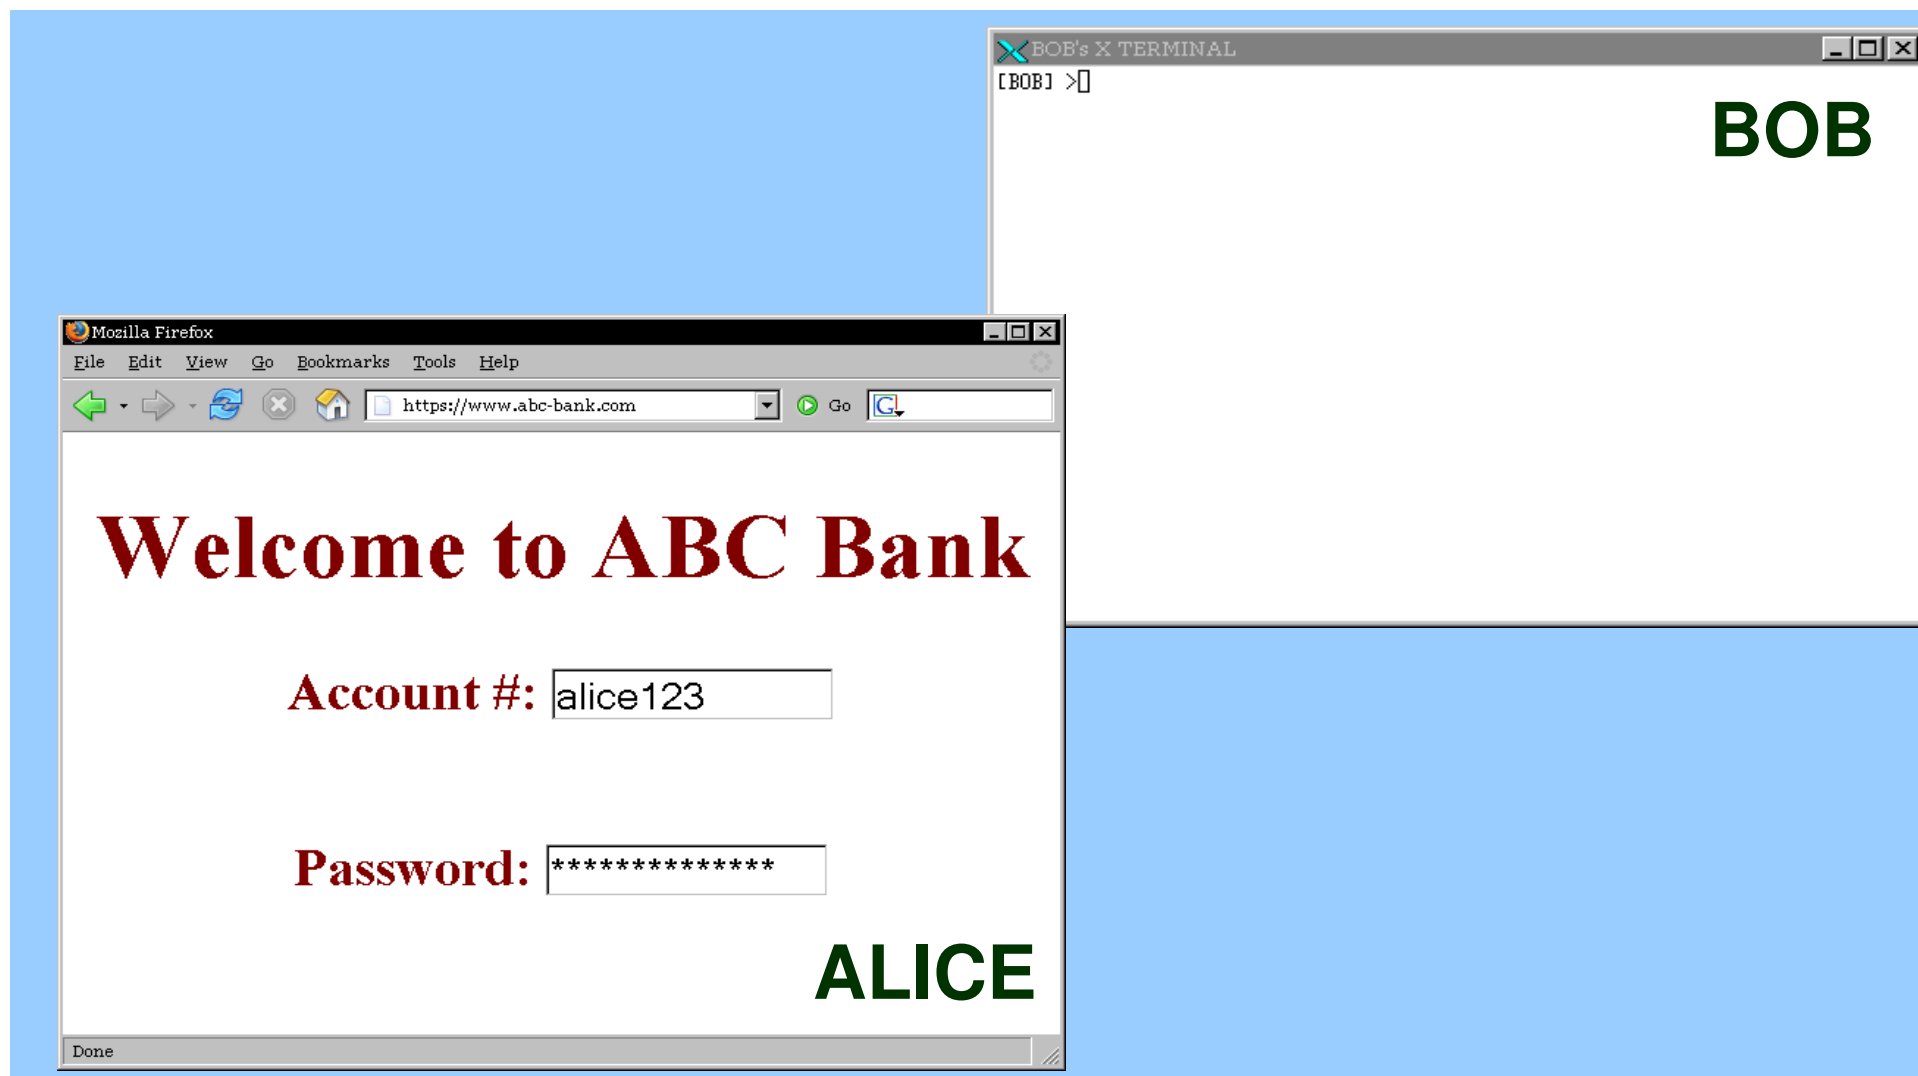 BOB's X TERMINAL
[BOB] >
BOB
Mozilla Firefox
File Edit View Go Bookmarks Tools Help
https://www.abc-bank.com Go G
Welcome to ABC Bank
Account #: alice123
Password: **************
ALICE
Done